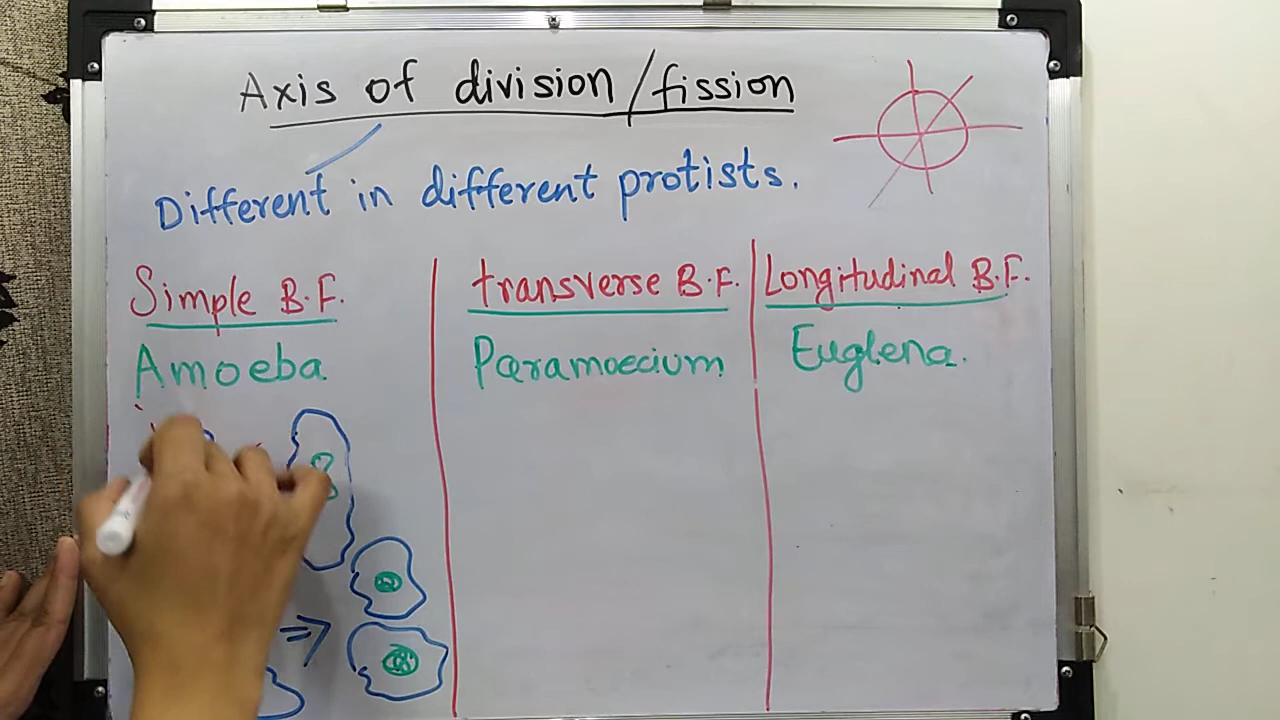 Axis of division/fission
Different in different protists.
Simple B.F.
transverse B.F.
Longitudinal B.F.
Amoeba
Paramoecium
Euglena.